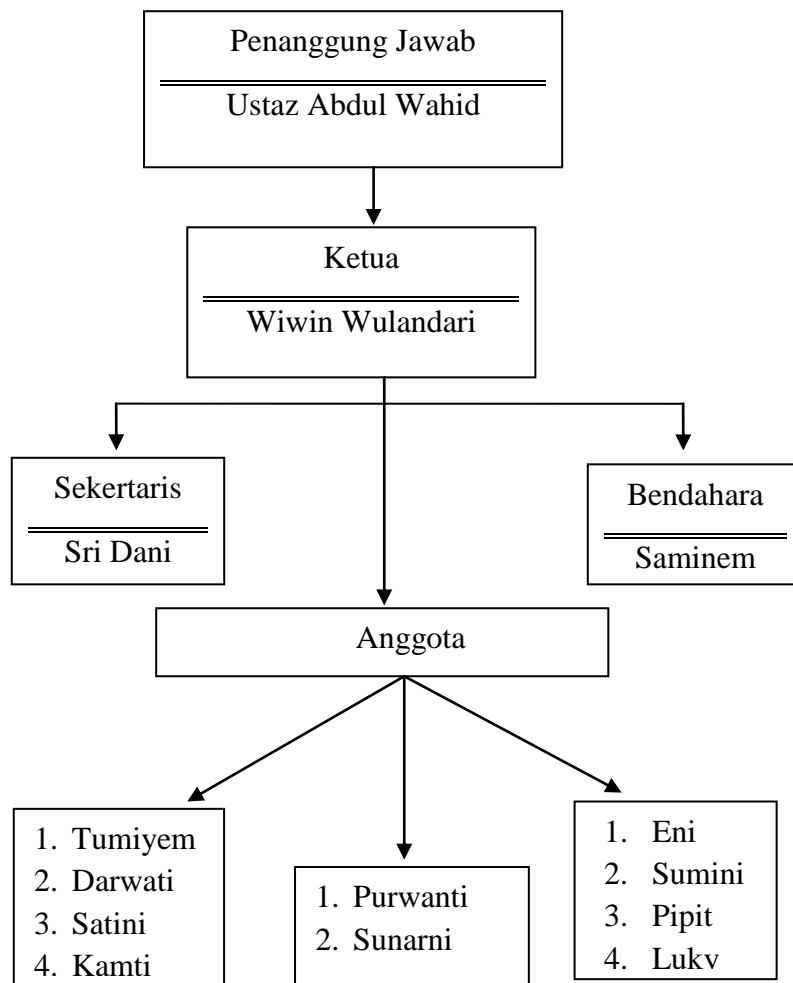 Penanggung Jawab
Ustaz Abdul Wahid
Ketua
Wiwin Wulandari
Sekertaris
Sri Dani
Bendahara
Saminem
Anggota
1. Tumiyem
2. Darwati
3. Satini
4. Kamti
1. Purwanti
2. Sunarni
1. Eni
2. Sumini
3. Pipit
4.